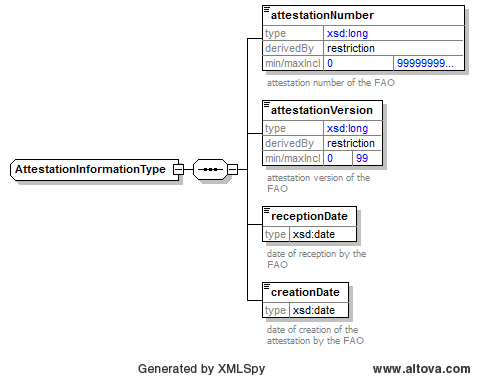 attestationNumber
type xsd:long
derivedBy restriction
min/maxIncl 0 99999999...
attestation number of the FAO
attestationVersion
type xsd:long
derivedBy restriction
min/maxIncl 0 99
attestation version of the
FAO
AttestationInformationType
receptionDate
type xsd:date
date of reception by the
FAO
creationDate
type xsd:date
date of creation of the
attestation by the FAO
Generated by XMLSpy www.altova.com